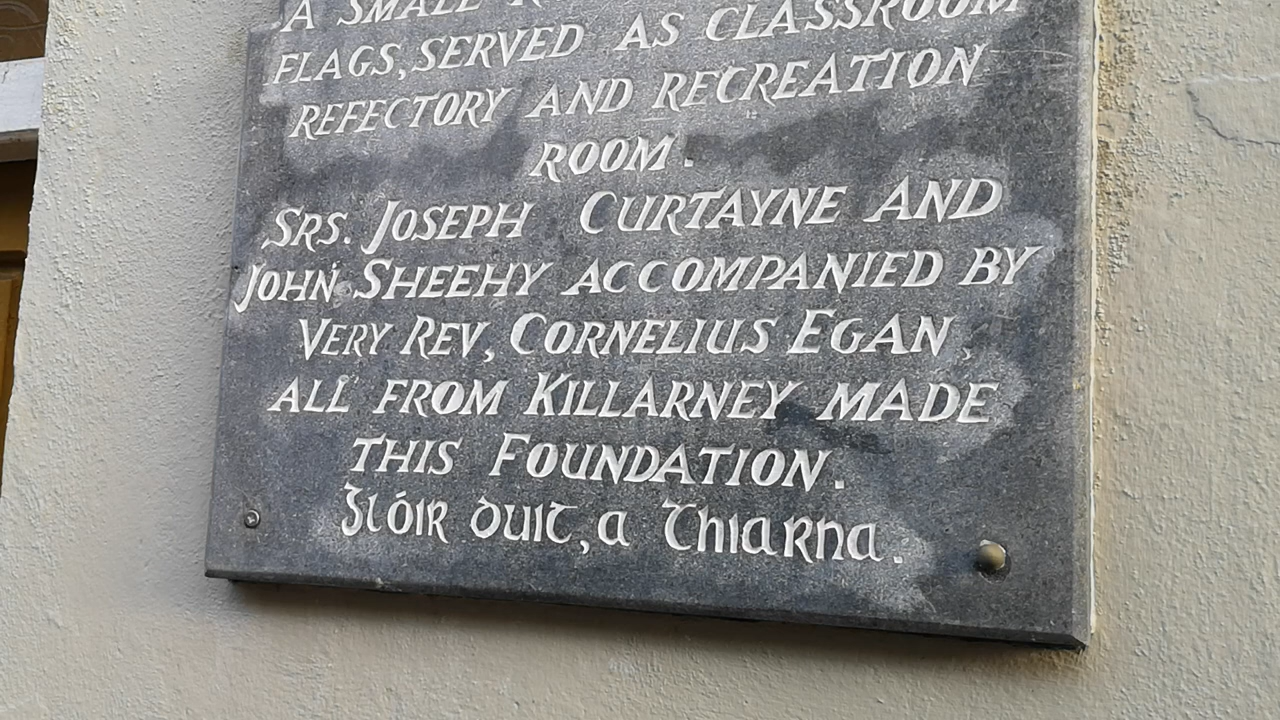 A SMALL
FLAGS, SERVED AS CLASSROOM
REFECTORY AND RECREATION
ROOM.
SRS. JOSEPH CURTAYNE AND
JOHN SHEEHY ACCOMPANIED BY
VERY REV, CORNELIUS EGAN,
ALL FROM KILLARNEY MADE
THIS FOUNDATION.
Glóir duit, a Thiarna.